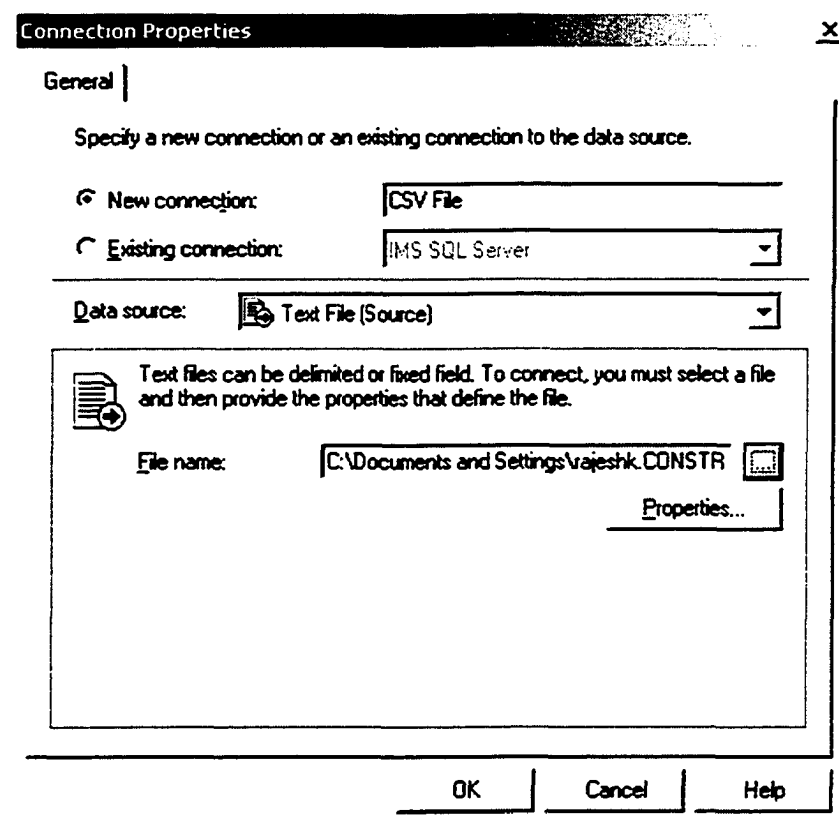 Connection Properties
General
Specify a new connection or an existing connection to the data source.
New connection: CSV File
Existing connection: IMS SQL Server
Data source: Text File (Source)
Text files can be delimited or fixed field. To connect, you must select a file
and then provide the properties that define the file.
File name: C:\Documents and Settings\rajeshk.CONSTR ...
Properties...
OK Cancel Help